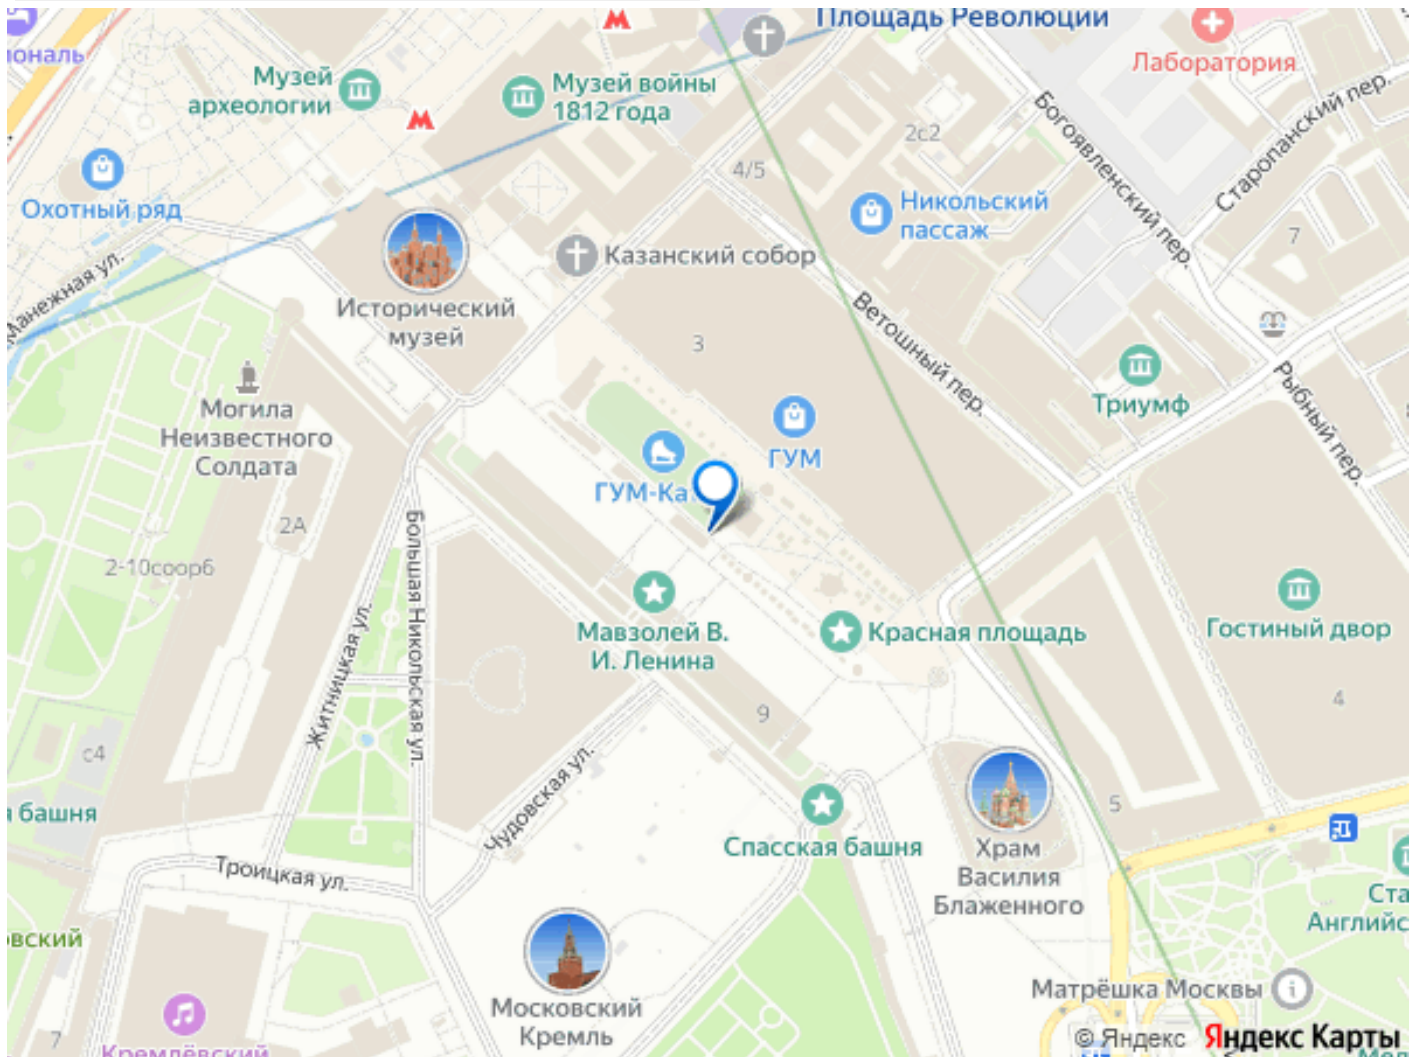 Площадь Революции
Лаборатория
Музей
археологии
Музей войны
1812 года
Богоявленский пер.
Старопанский пер.
2с2
4/5
Охотный ряд
Никольский
пассаж
7
Манежная ул.
Казанский собор
Исторический
музей
Ветошный пер.
3
Триумф
Рыбный пер.
Могила
Неизвестного
Солдата
ГУМ
ГУМ-Ка
2А
2-10соор6
Большая Никольская ул.
Житницкая ул.
Мавзолей В.
И. Ленина
Красная площадь
Гостиный двор
4
9
с4
Чудовская ул.
5
башня
Спасская башня
Храм
Василия
Блаженного
Троицкая ул.
Московский
Кремль
Матрёшка Москвы
7
Кремлёвский
© Яндекс Яндекс Карты